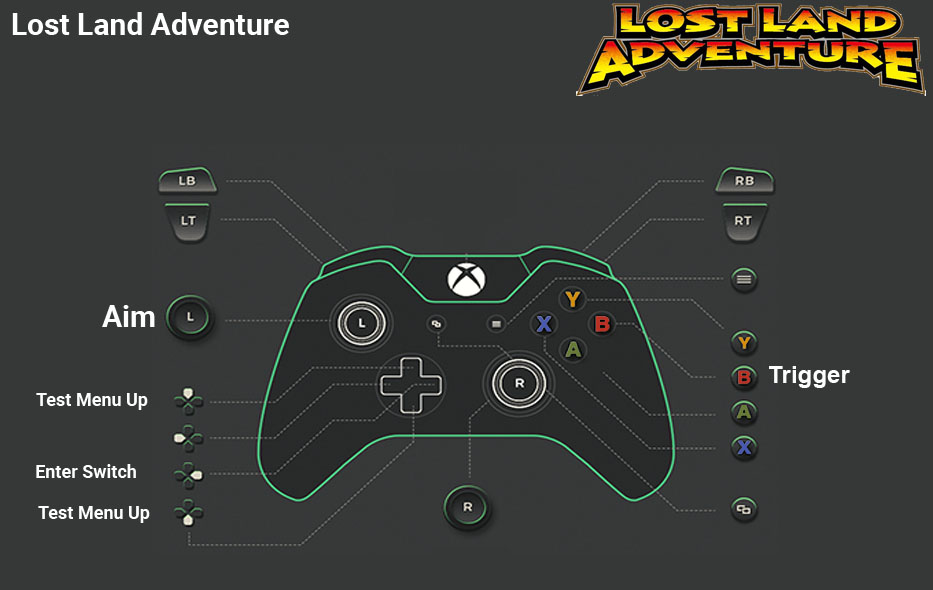 Lost Land Adventure
LOST LAND
ADVENTURE
LB
RB
LT
RT
Y
L
L
X
B
Aim
A
Y
R
B
Trigger
Test Menu Up
A
X
Enter Switch
R
Test Menu Up